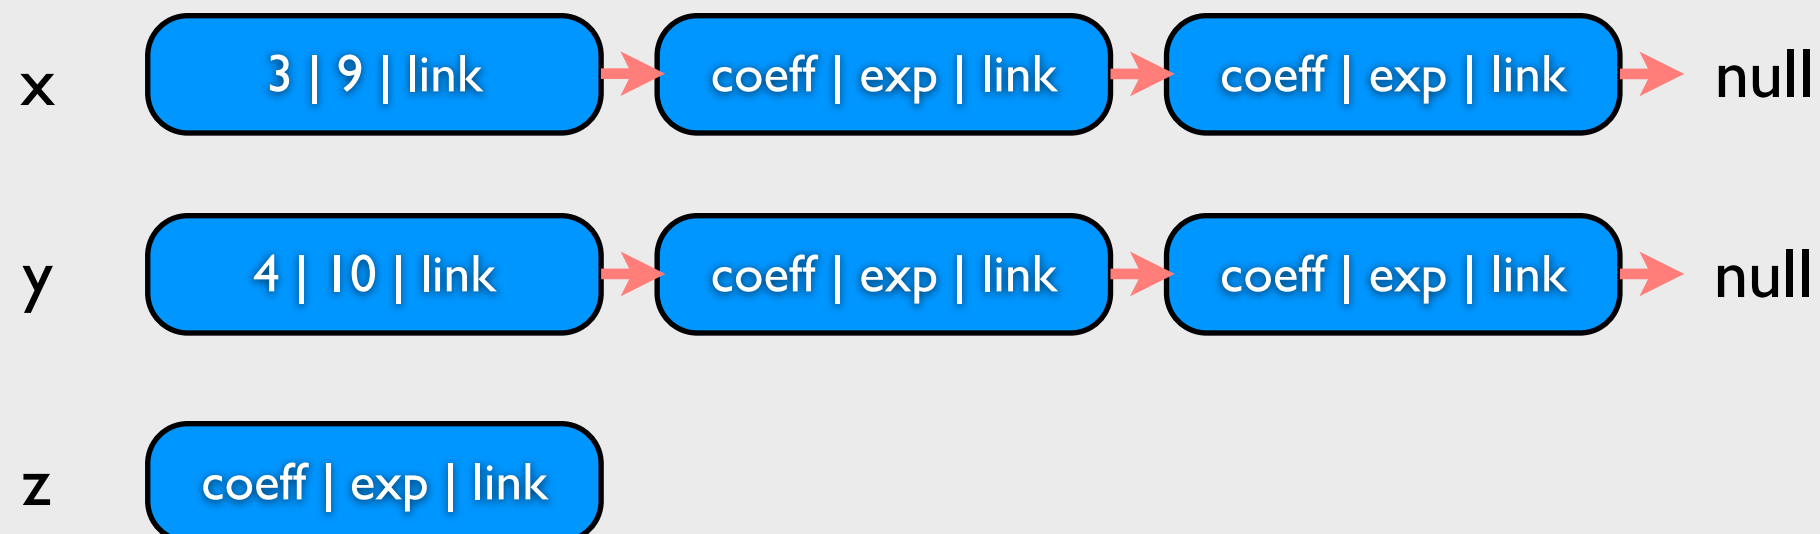 x 3 | 9 | link coeff | exp | link coeff | exp | link null
y 4 | 10 | link coeff | exp | link coeff | exp | link null
z coeff | exp | link